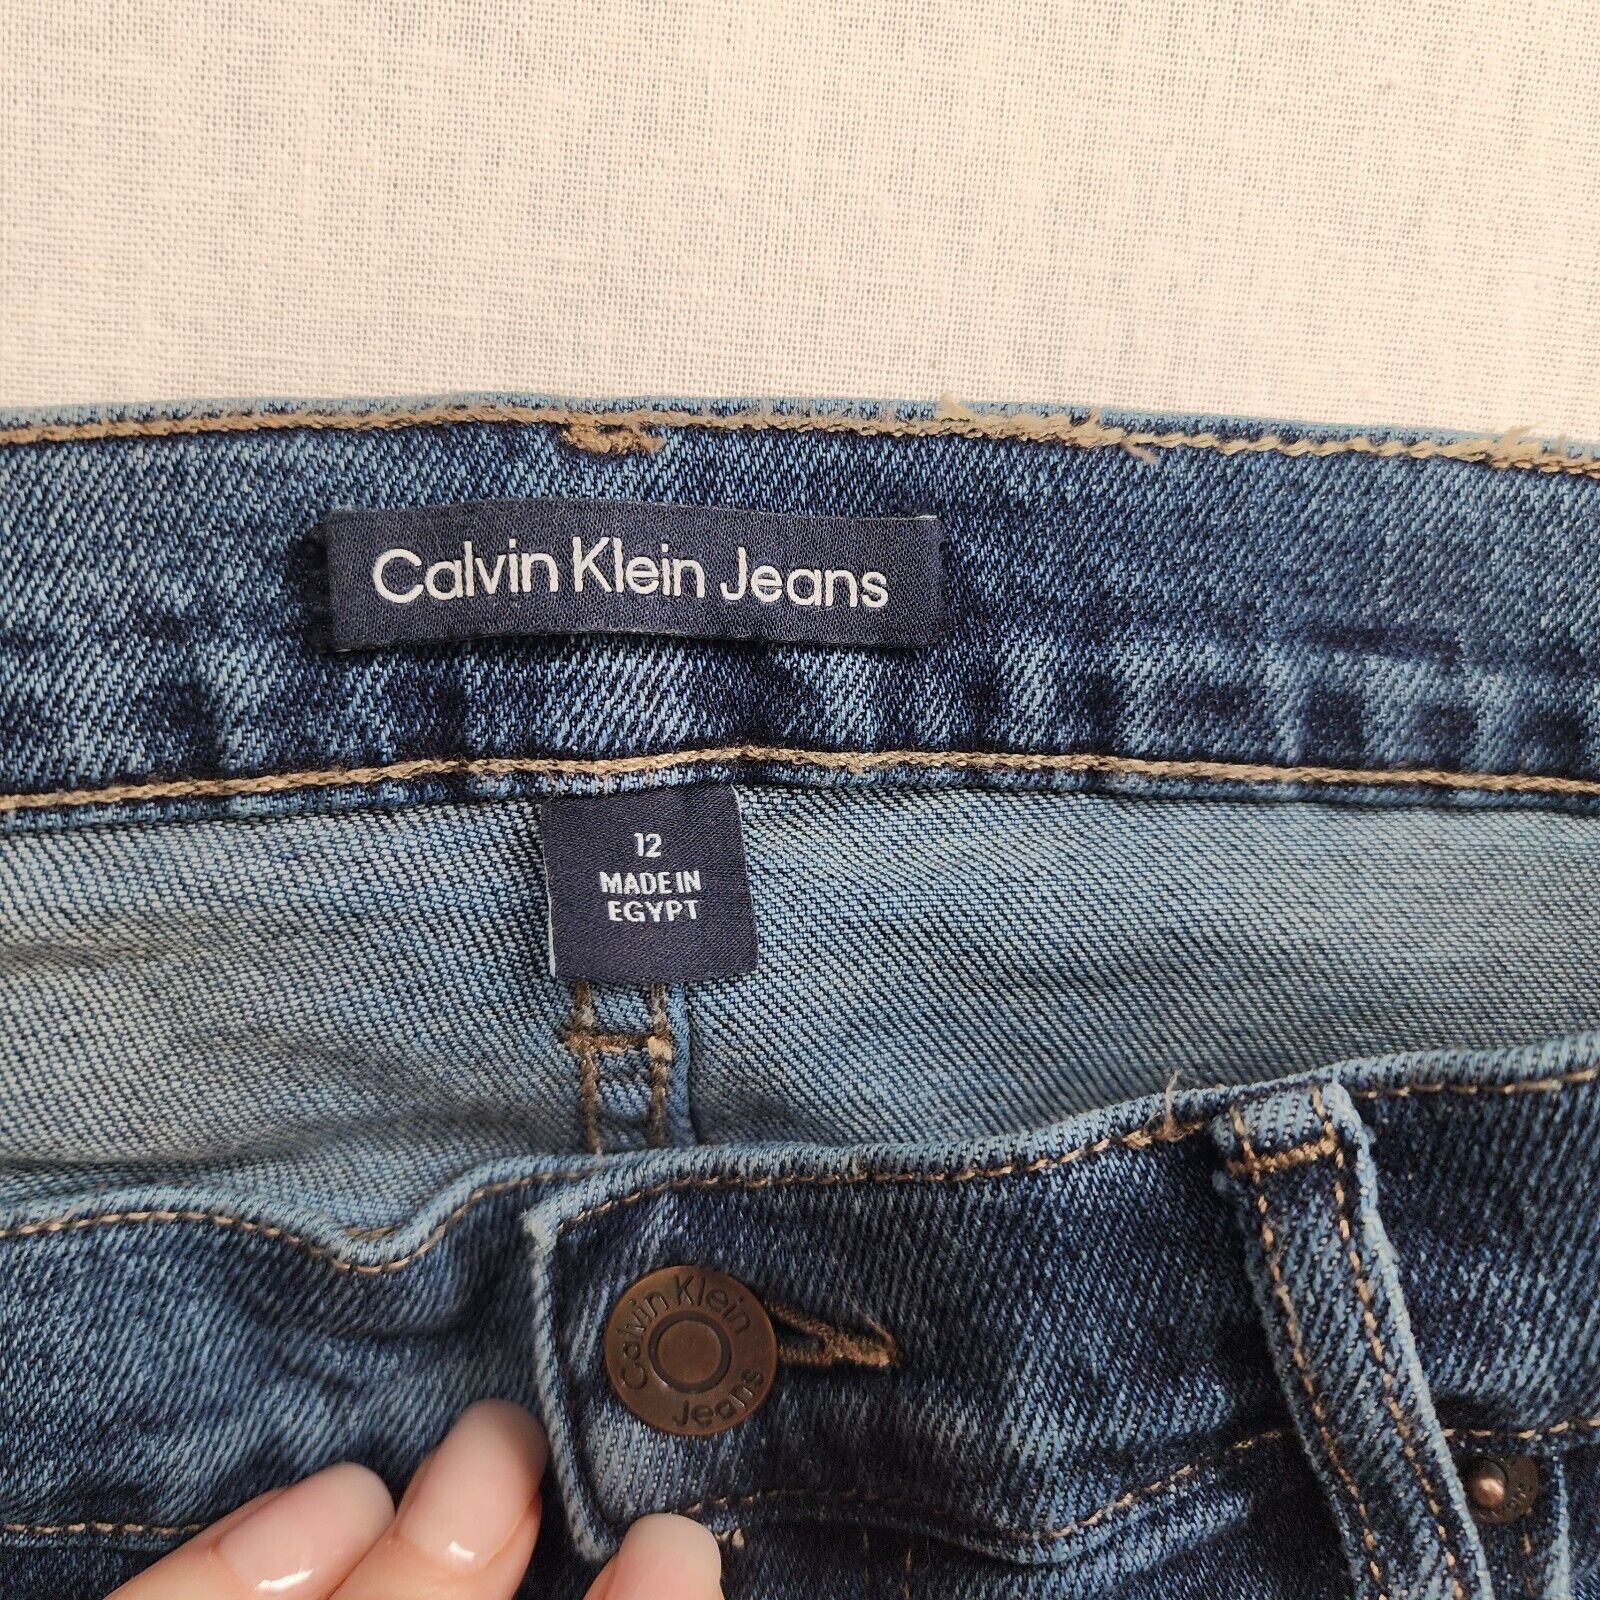 Calvin Klein Jeans
12
MADE IN
EGYPT
Calvin Klein
Jeans